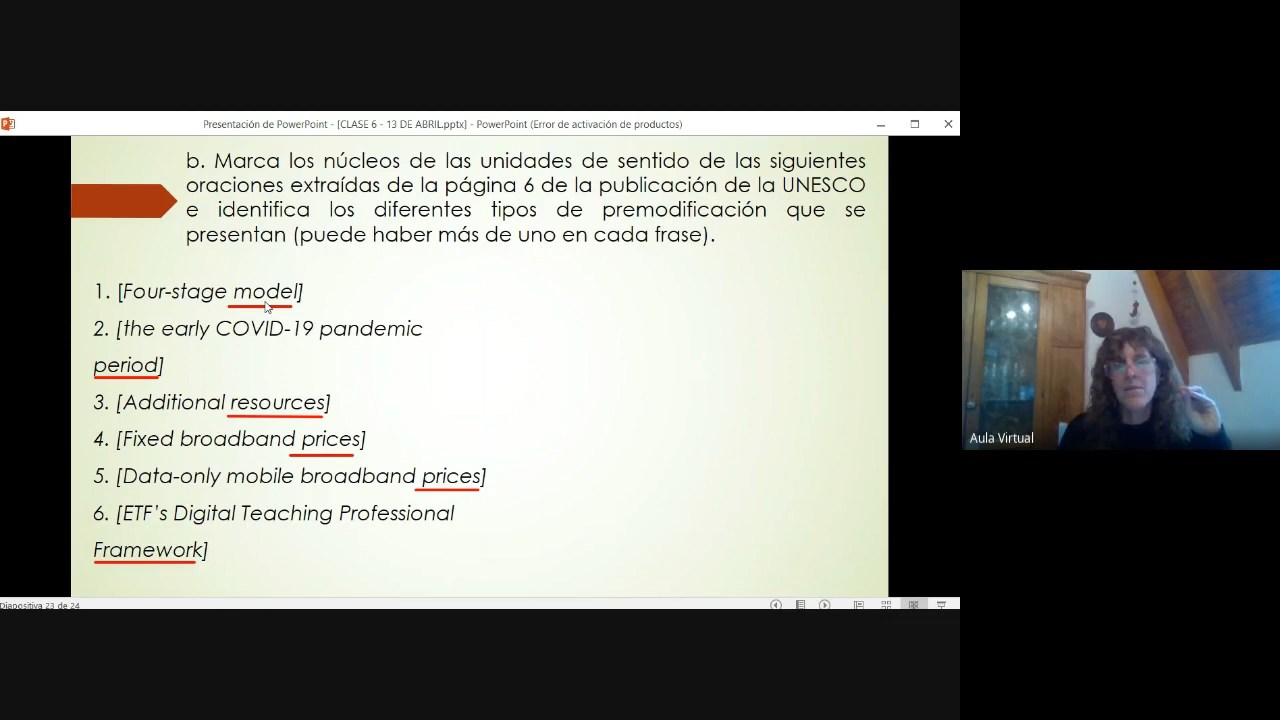 Presentación de PowerPoint - [CLASE 6 - 13 DE ABRIL.pptx] - PowerPoint (Error de activación de productos)
b. Marca los núcleos de las unidades de sentido de las siguientes
oraciones extraídas de la página 6 de la publicación de la UNESCO
e identifica los diferentes tipos de premodificación que se
presentan (puede haber más de uno en cada frase).
1. [Four-stage model]
2. [the early COVID-19 pandemic
period]
3. [Additional resources]
4. [Fixed broadband prices]
5. [Data-only mobile broadband prices]
6. [ETF's Digital Teaching Professional
Framework]
Diapositiva 23 de 24
Aula Virtual